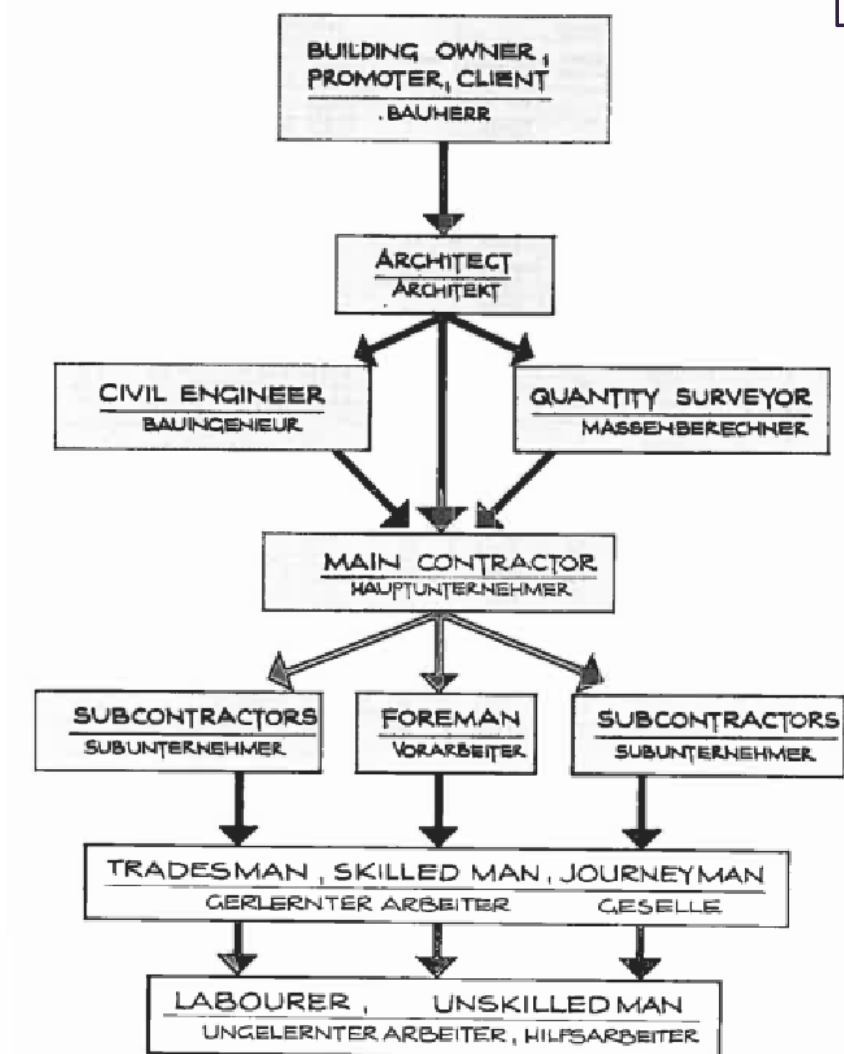 BUILDING OWNER,
PROMOTER, CLIENT
BAUHERR
ARCHITECT
ARCHITEKT
CIVIL ENGINEER
BAUINGENIEUR
QUANTITY SURVEYOR
MASSENBERECHNER
MAIN CONTRACTOR
HAUPTUNTERNEHMER
SUBCONTRACTORS
SUBUNTERNEHMER
FOREMAN
VORARBEITER
SUBCONTRACTORS
SUBUNTERNEHMER
TRADESMAN, SKILLED MAN, JOURNEYMAN
GERLERNTER ARBEITER GESELLE
LABOURER, UNSKILLED MAN
UNGELERNTER ARBEITER, HILFSARBEITER